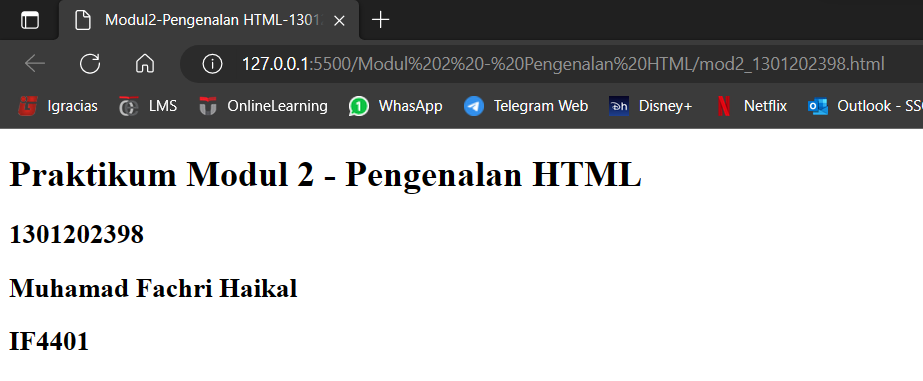 Modul2-Pengenalan HTML-1301
127.0.0.1:5500/Modul%202%20-%20Pengenalan%20HTML/mod2_1301202398.html
Igracias LMS OnlineLearning WhasApp Telegram Web Disney+ Netflix Outlook - SS
Praktikum Modul 2 - Pengenalan HTML
1301202398
Muhamad Fachri Haikal
IF4401